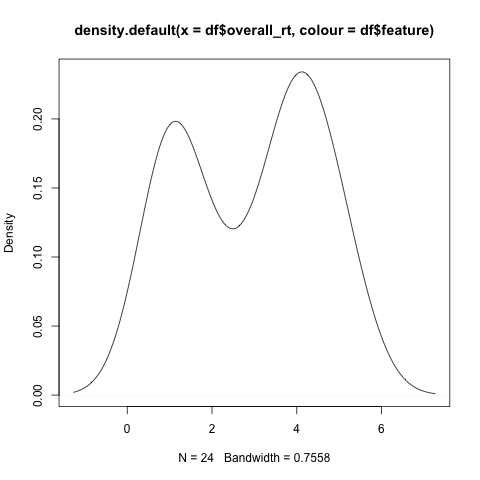 density.default(x = df$overall_rt, colour = df$feature)
Density
0.20
0.15
0.10
0.05
0.00
0 2 4 6
N = 24 Bandwidth = 0.7558